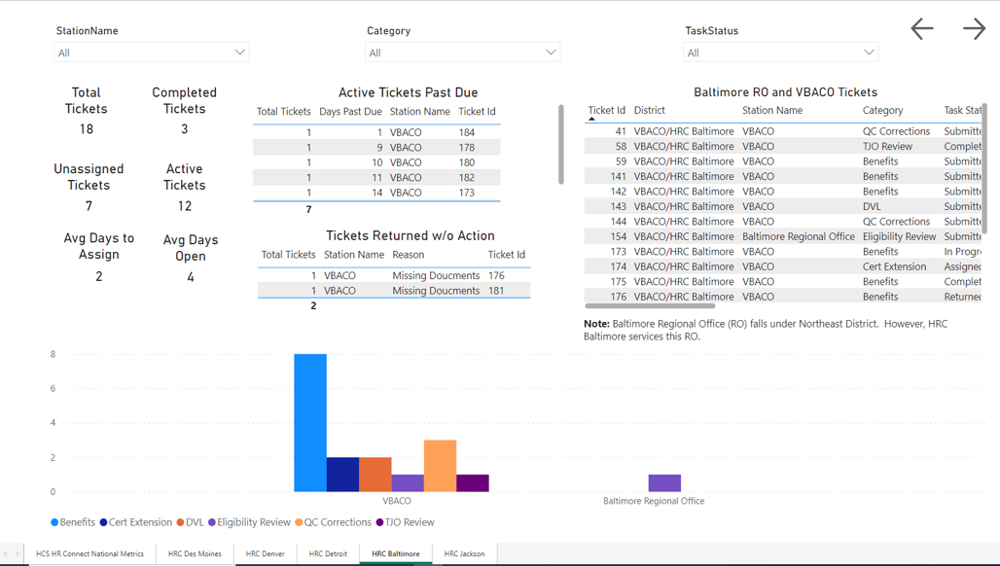 StationName
All
Category
All
TaskStatus
All
Total Tickets
18
Completed Tickets
3
Unassigned Tickets
7
Active Tickets
12
Avg Days to Assign
2
Avg Days Open
4
Active Tickets Past Due
Total Tickets Days Past Due Station Name Ticket Id
1 1 VBACO 184
1 9 VBACO 178
1 10 VBACO 180
1 11 VBACO 182
1 14 VBACO 173
7
Tickets Returned w/o Action
Total Tickets Station Name Reason Ticket Id
1 VBACO Missing Doucments 176
1 VBACO Missing Doucments 181
2
Baltimore RO and VBACO Tickets
Ticket Id District Station Name Category Task Stat
41 VBACO/HRC Baltimore VBACO QC Corrections Submitte
58 VBACO/HRC Baltimore VBACO TJO Review Complet
59 VBACO/HRC Baltimore VBACO Benefits Submitte
141 VBACO/HRC Baltimore VBACO Benefits Submitte
142 VBACO/HRC Baltimore VBACO Benefits Submitte
143 VBACO/HRC Baltimore VBACO DVL Submitte
144 VBACO/HRC Baltimore VBACO QC Corrections Submitte
154 VBACO/HRC Baltimore Baltimore Regional Office Eligibility Review Submitte
173 VBACO/HRC Baltimore VBACO Benefits In Progr
174 VBACO/HRC Baltimore VBACO Cert Extension Assigne
175 VBACO/HRC Baltimore VBACO Benefits Complet
176 VBACO/HRC Baltimore VBACO Benefits Returne
Note: Baltimore Regional Office (RO) falls under Northeast District. However, HRC
Baltimore services this RO.
8
6
4
2
0
VBACO
Baltimore Regional Office
Benefits Cert Extension DVL Eligibility Review QC Corrections TJO Review
HCS HR Connect National Metrics HRC Des Moines HRC Denver HRC Detroit HRC Baltimore HRC Jackson